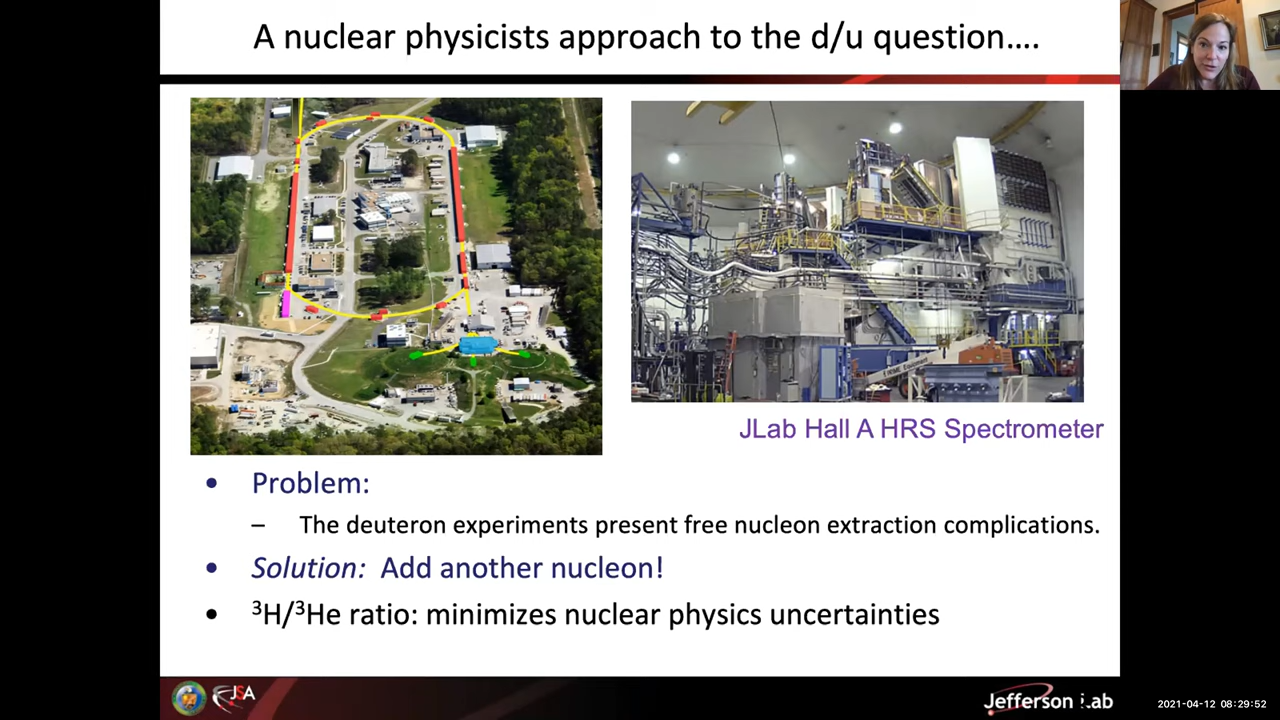 A nuclear physicists approach to the d/u question….
JLab Hall A HRS Spectrometer
• Problem:
– The deuteron experiments present free nucleon extraction complications.
• Solution: Add another nucleon!
• ³H/³He ratio: minimizes nuclear physics uncertainties
JSA
Jefferson Lab
2021-04-12 08:29:52